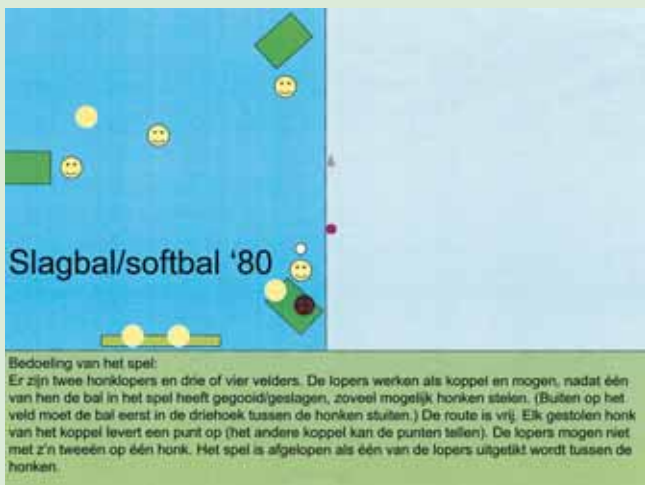 Slagbal/softbal ‘80
Bedoeling van het spel:
Er zijn twee honklopers en drie of vier velders. De lopers werken als koppel en mogen, nadat één
van hen de bal in het spel heeft gegooid/geslagen, zoveel mogelijk honken stelen. (Buiten op het
veld moet de bal eerst in de driehoek tussen de honken stuiten.) De route is vrij. Elk gestolen honk
van het koppel levert een punt op (het andere koppel kan de punten tellen). De lopers mogen niet
met z'n tweeën op één honk. Het spel is afgelopen als één van de lopers uitgetikt wordt tussen de
honken.